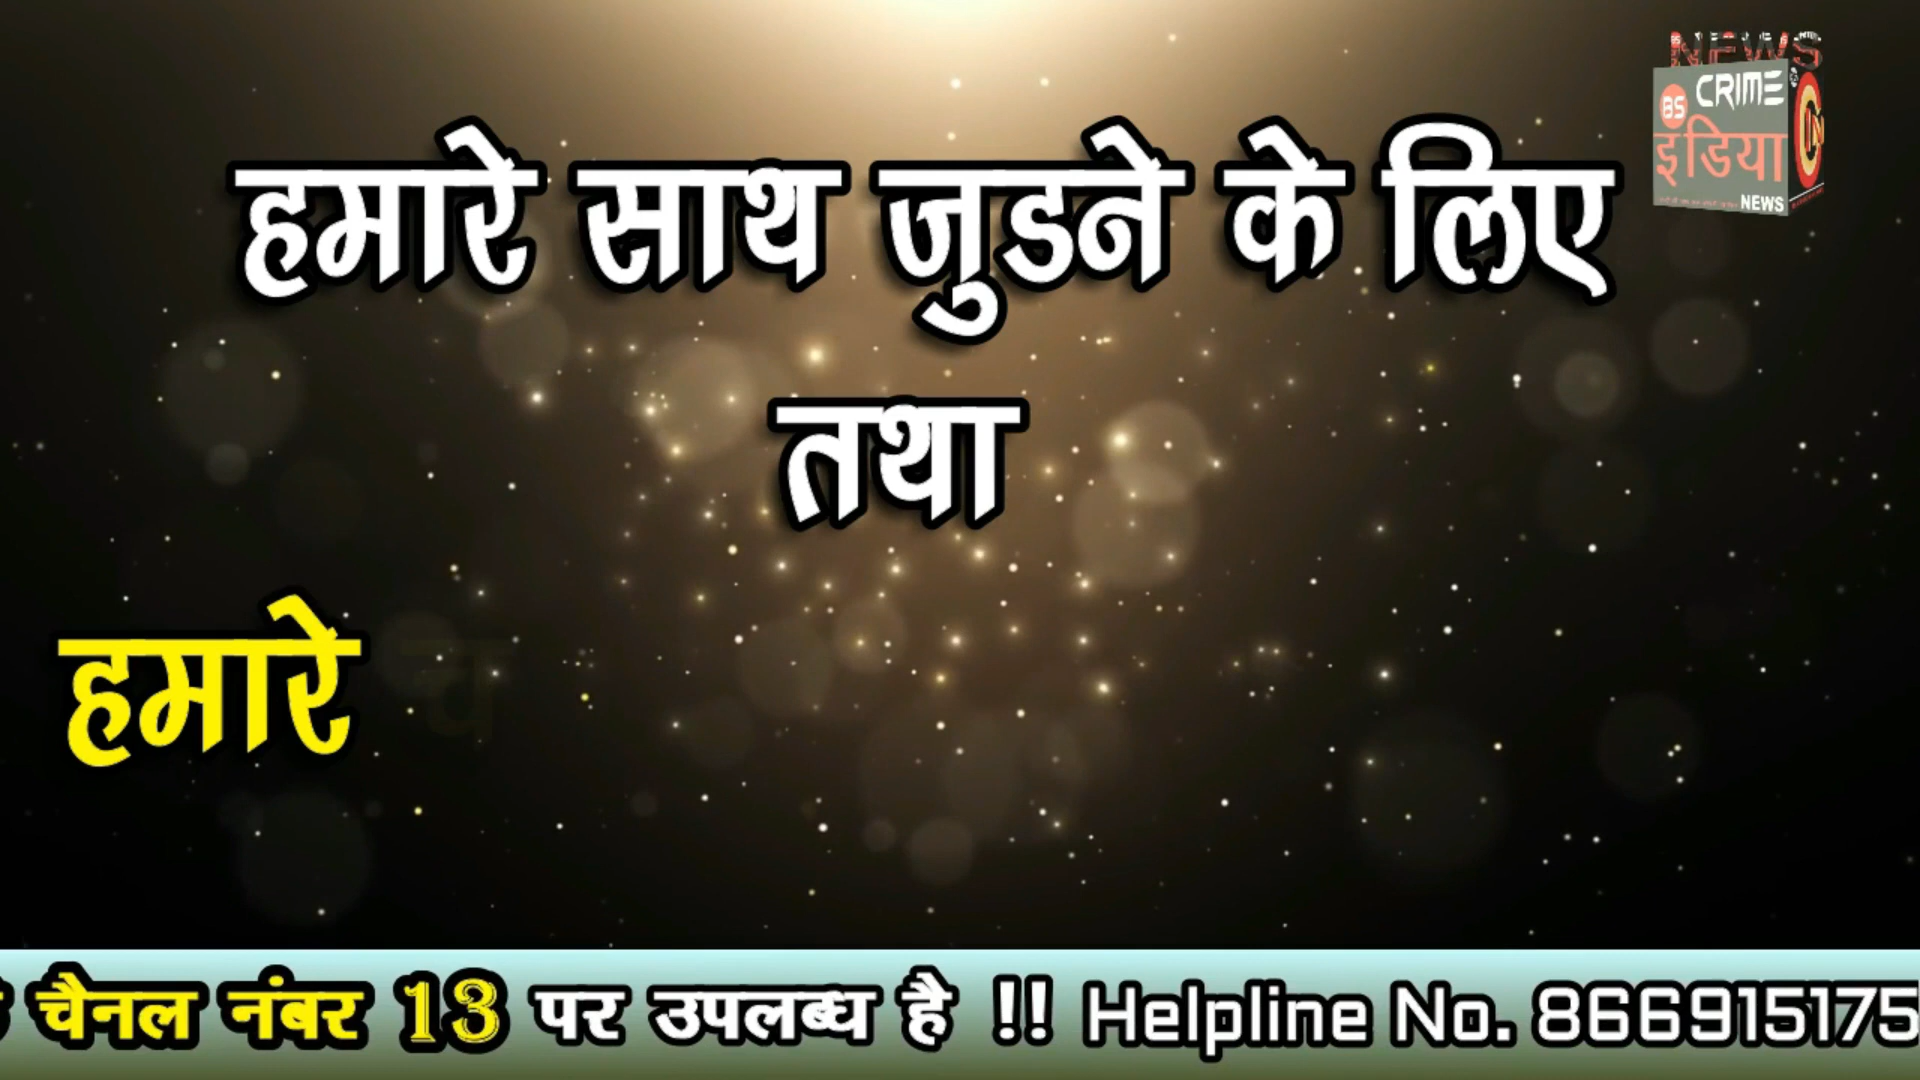 NEWS
BS CRIME
इंडिया
NEWS
हमारे साथ जुडने के लिए
तथा
हमारे
चैनल नंबर 13 पर उपलब्ध है !! Helpline No. 866915175